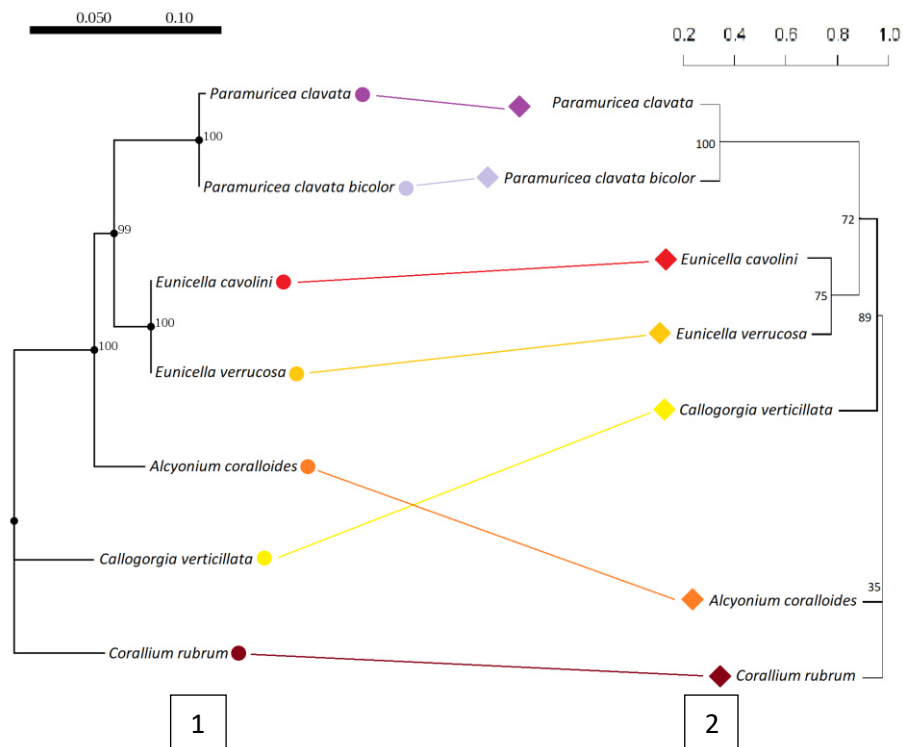 0.050 0.10
0.2 0.4 0.6 0.8 1.0
Paramuricea clavata
Paramuricea clavata
100
100
Paramuricea clavata bicolor
Paramuricea clavata bicolor
99
72
Eunicella cavolini
Eunicella cavolini
75
89
100
Eunicella verrucosa
Eunicella verrucosa
100
Callogorgia verticillata
Alcyonium coralloides
Callogorgia verticillata
35
Alcyonium coralloides
Corallium rubrum
Corallium rubrum
1
2